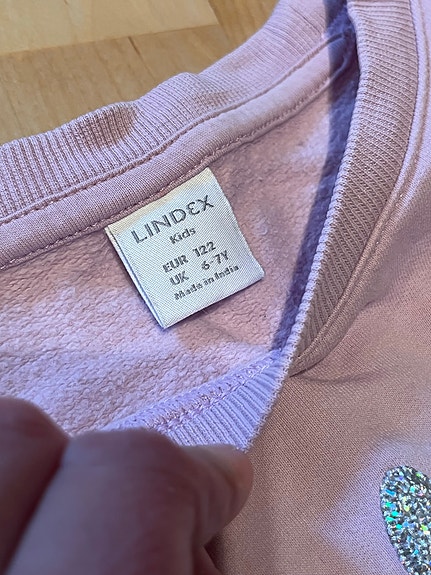 LINDEX
Kids
EUR 122
UK 6-7Y
Made in India